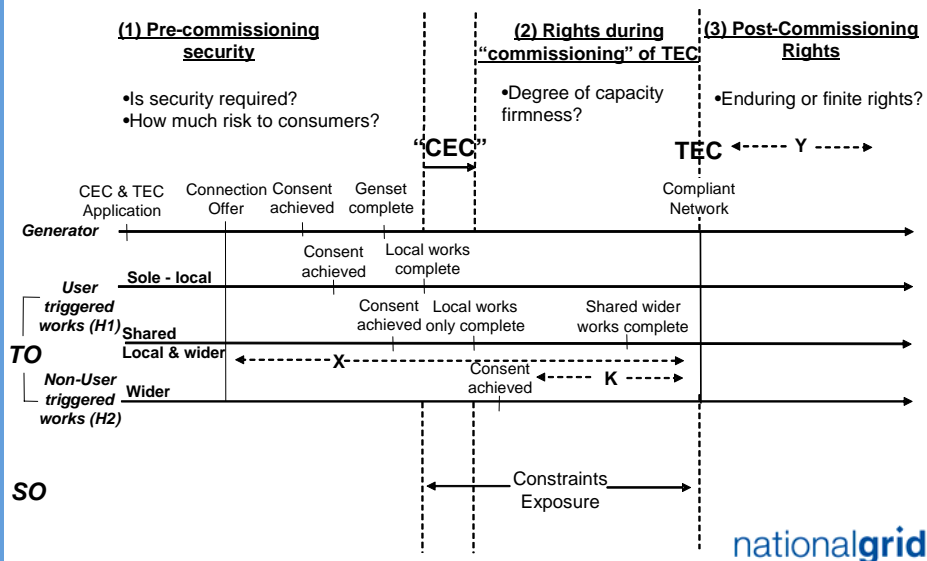 (1) Pre-commissioning
security
(2) Rights during
“commissioning” of TEC
(3) Post-Commissioning
Rights
•Is security required?
•How much risk to consumers?
•Degree of capacity
firmness?
•Enduring or finite rights?
“CEC”
TEC
Y
CEC & TEC
Application
Connection
Offer
Consent
achieved
Genset
complete
Compliant
Network
Generator
Consent
achieved
Local works
complete
Sole - local
User
triggered
works (H1)
Consent
achieved
Local works
only complete
Shared wider
works complete
Shared
Local & wider
TO
X
Consent
achieved
K
Non-User
triggered
works (H2)
Wider
SO
Constraints
Exposure
nationalgrid